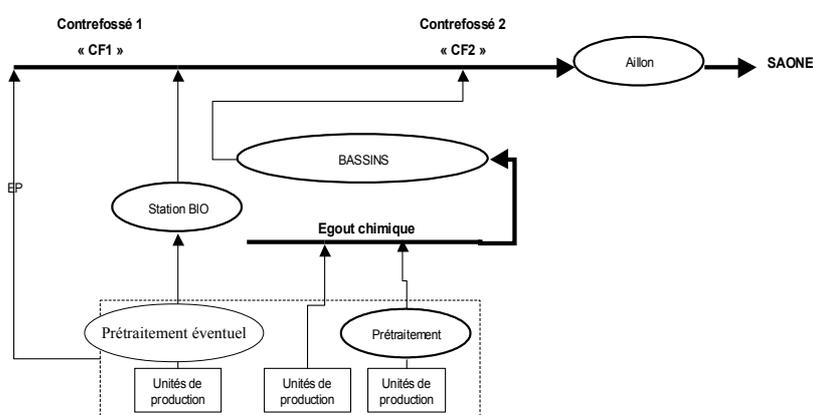 Contrefossé 1
« CF1 »
Contrefossé 2
« CF2 »
Aillon
SAONE
BASSINS
EP
Station BIO
Egout chimique
Prétraitement éventuel
Prétraitement
Unités de
production
Unités de
production
Unités de
production